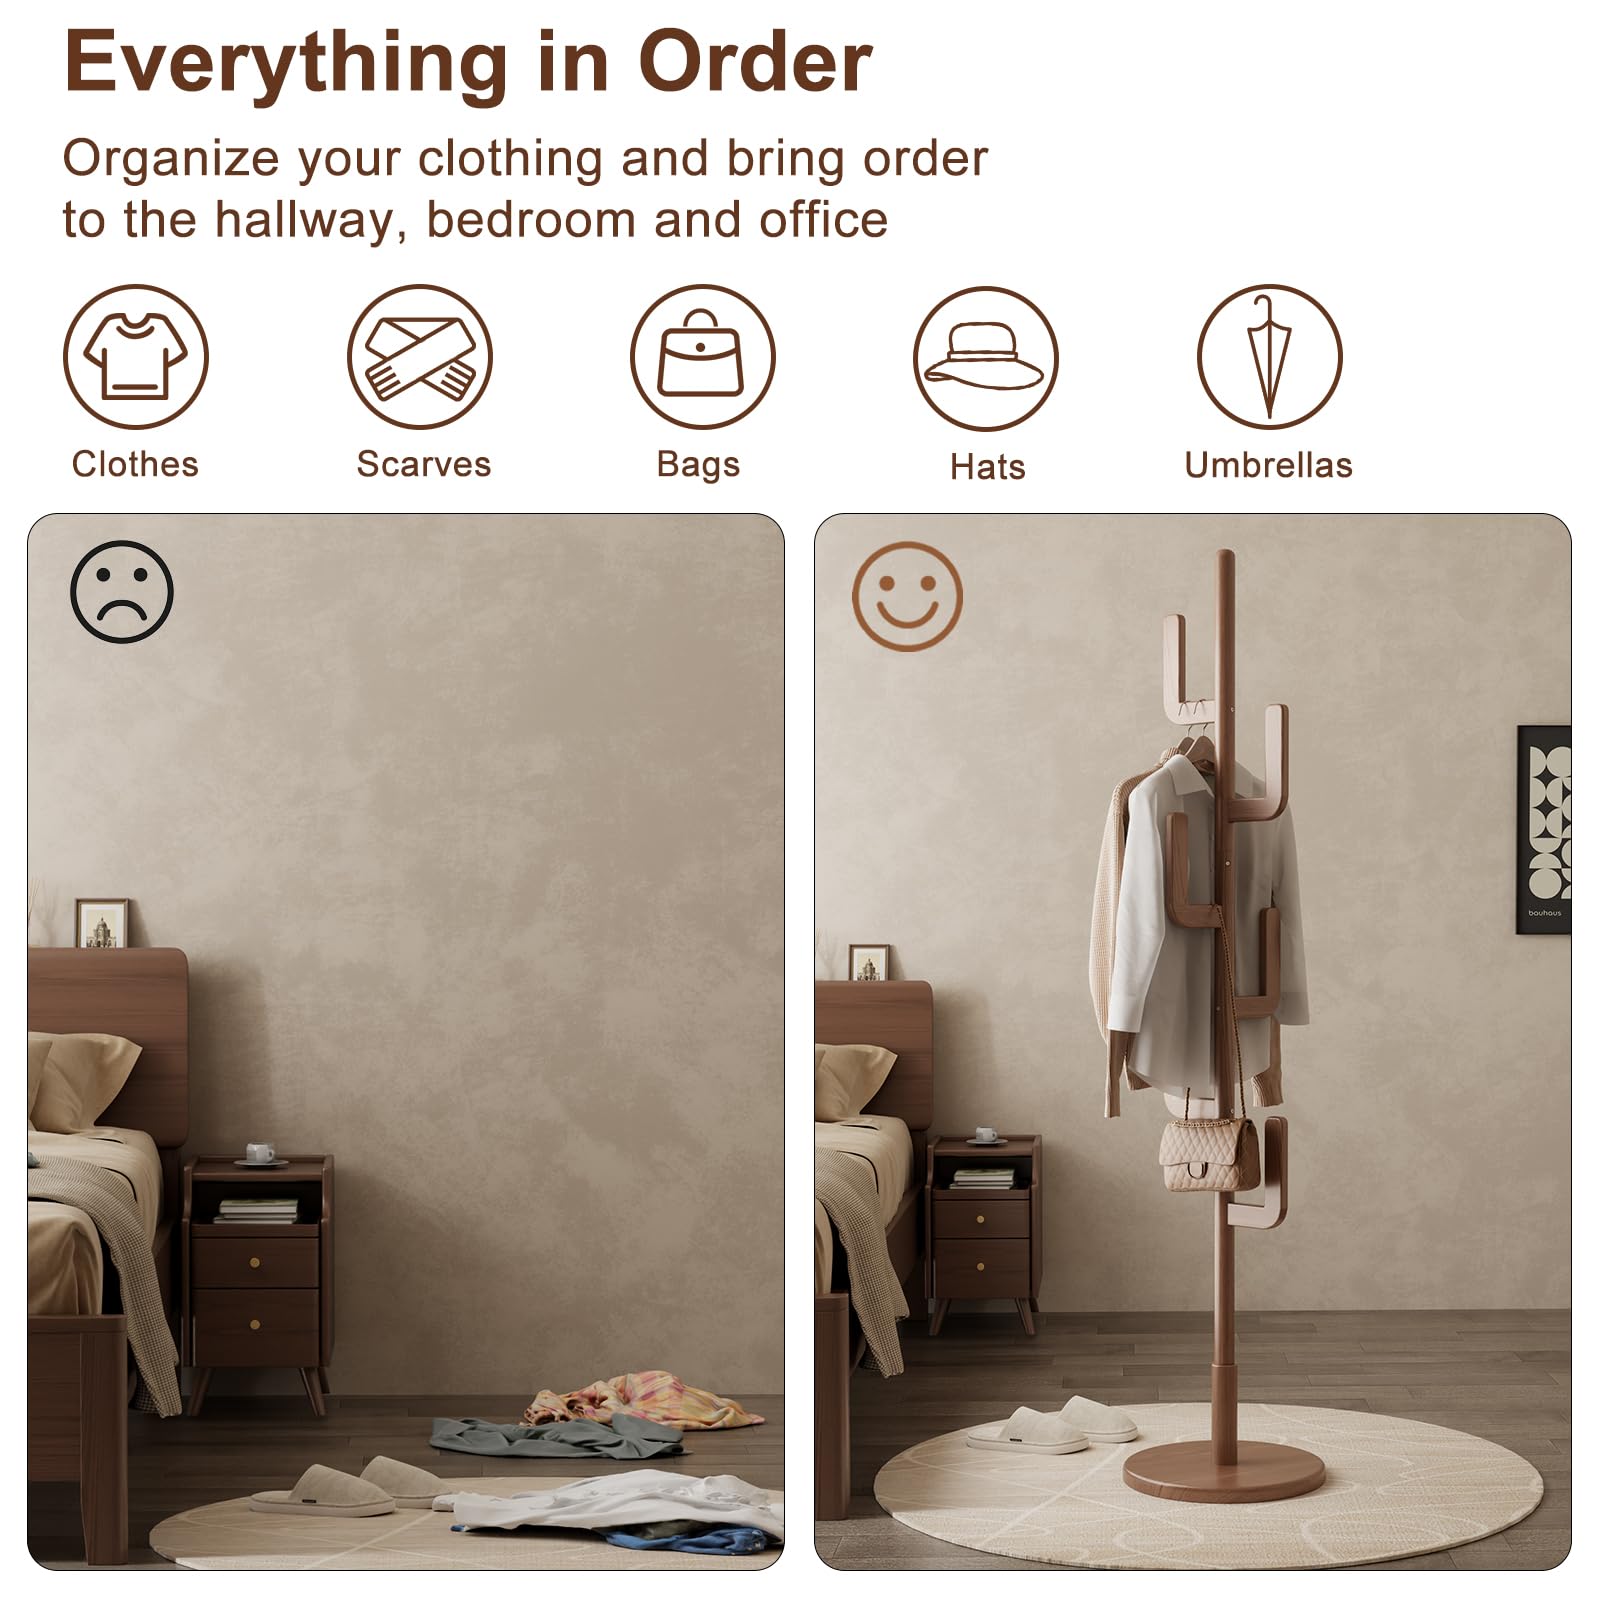 Everything in Order
Organize your clothing and bring order
to the hallway, bedroom and office
Clothes
Scarves
Bags
Hats
Umbrellas
bauhaus